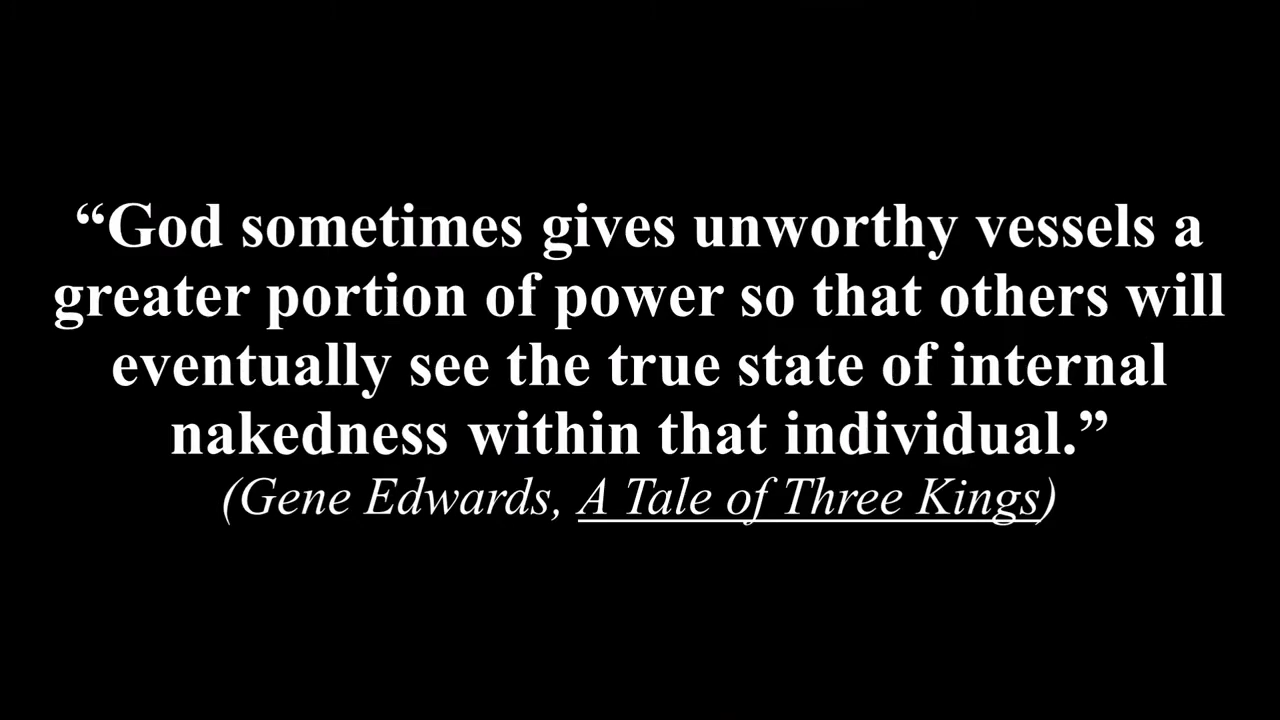 “God sometimes gives unworthy vessels a
greater portion of power so that others will
eventually see the true state of internal
nakedness within that individual.”
(Gene Edwards, A Tale of Three Kings)